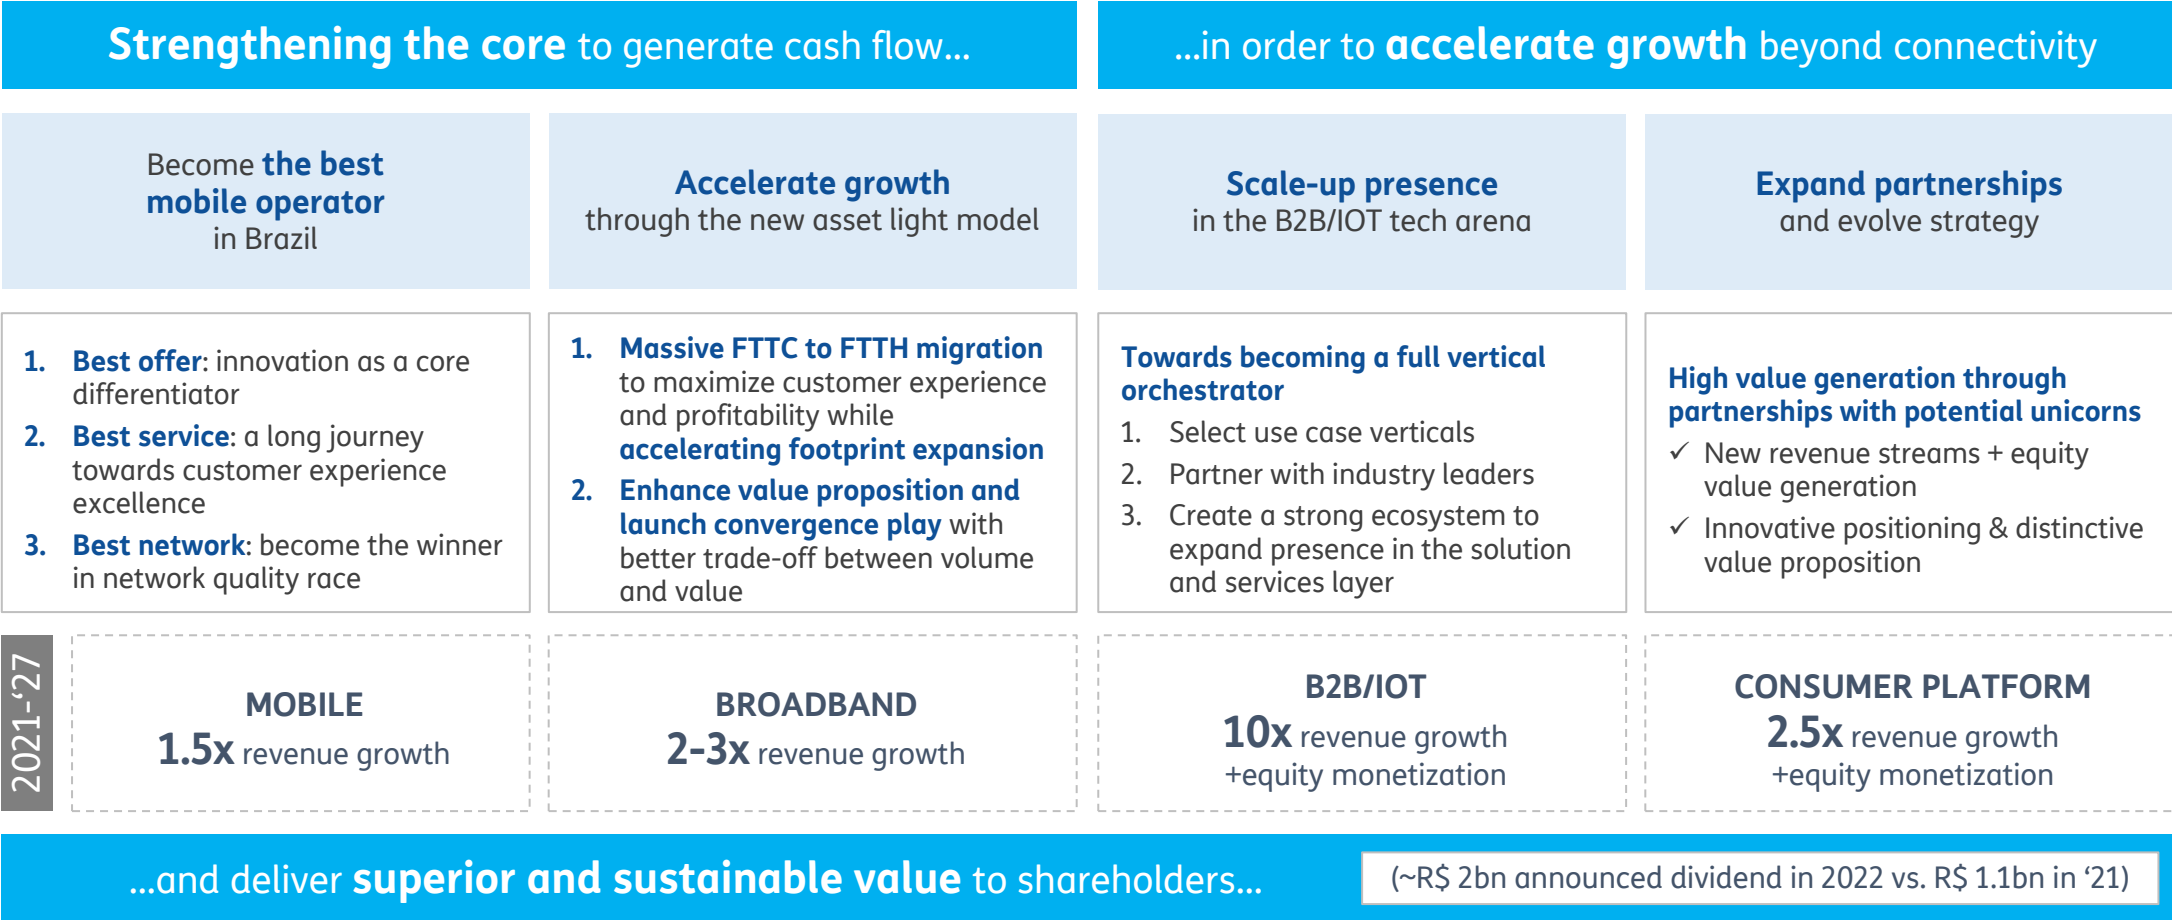 Strengthening the core to generate cash flow...
...in order to accelerate growth beyond connectivity
Become the best
mobile operator
in Brazil
Accelerate growth
through the new asset light model
Scale-up presence
in the B2B/IOT tech arena
Expand partnerships
and evolve strategy
1. Best offer: innovation as a core
differentiator
2. Best service: a long journey
towards customer experience
excellence
3. Best network: become the winner
in network quality race
1. Massive FTTC to FTTH migration
to maximize customer experience
and profitability while
accelerating footprint expansion
2. Enhance value proposition and
launch convergence play with
better trade-off between volume
and value
Towards becoming a full vertical
orchestrator
1. Select use case verticals
2. Partner with industry leaders
3. Create a strong ecosystem to
expand presence in the solution
and services layer
High value generation through
partnerships with potential unicorns
✓ New revenue streams + equity
value generation
✓ Innovative positioning & distinctive
value proposition
2021-‘27
MOBILE
1.5x revenue growth
BROADBAND
2-3x revenue growth
B2B/IOT
10x revenue growth
+equity monetization
CONSUMER PLATFORM
2.5x revenue growth
+equity monetization
...and deliver superior and sustainable value to shareholders...
(~R$ 2bn announced dividend in 2022 vs. R$ 1.1bn in ‘21)